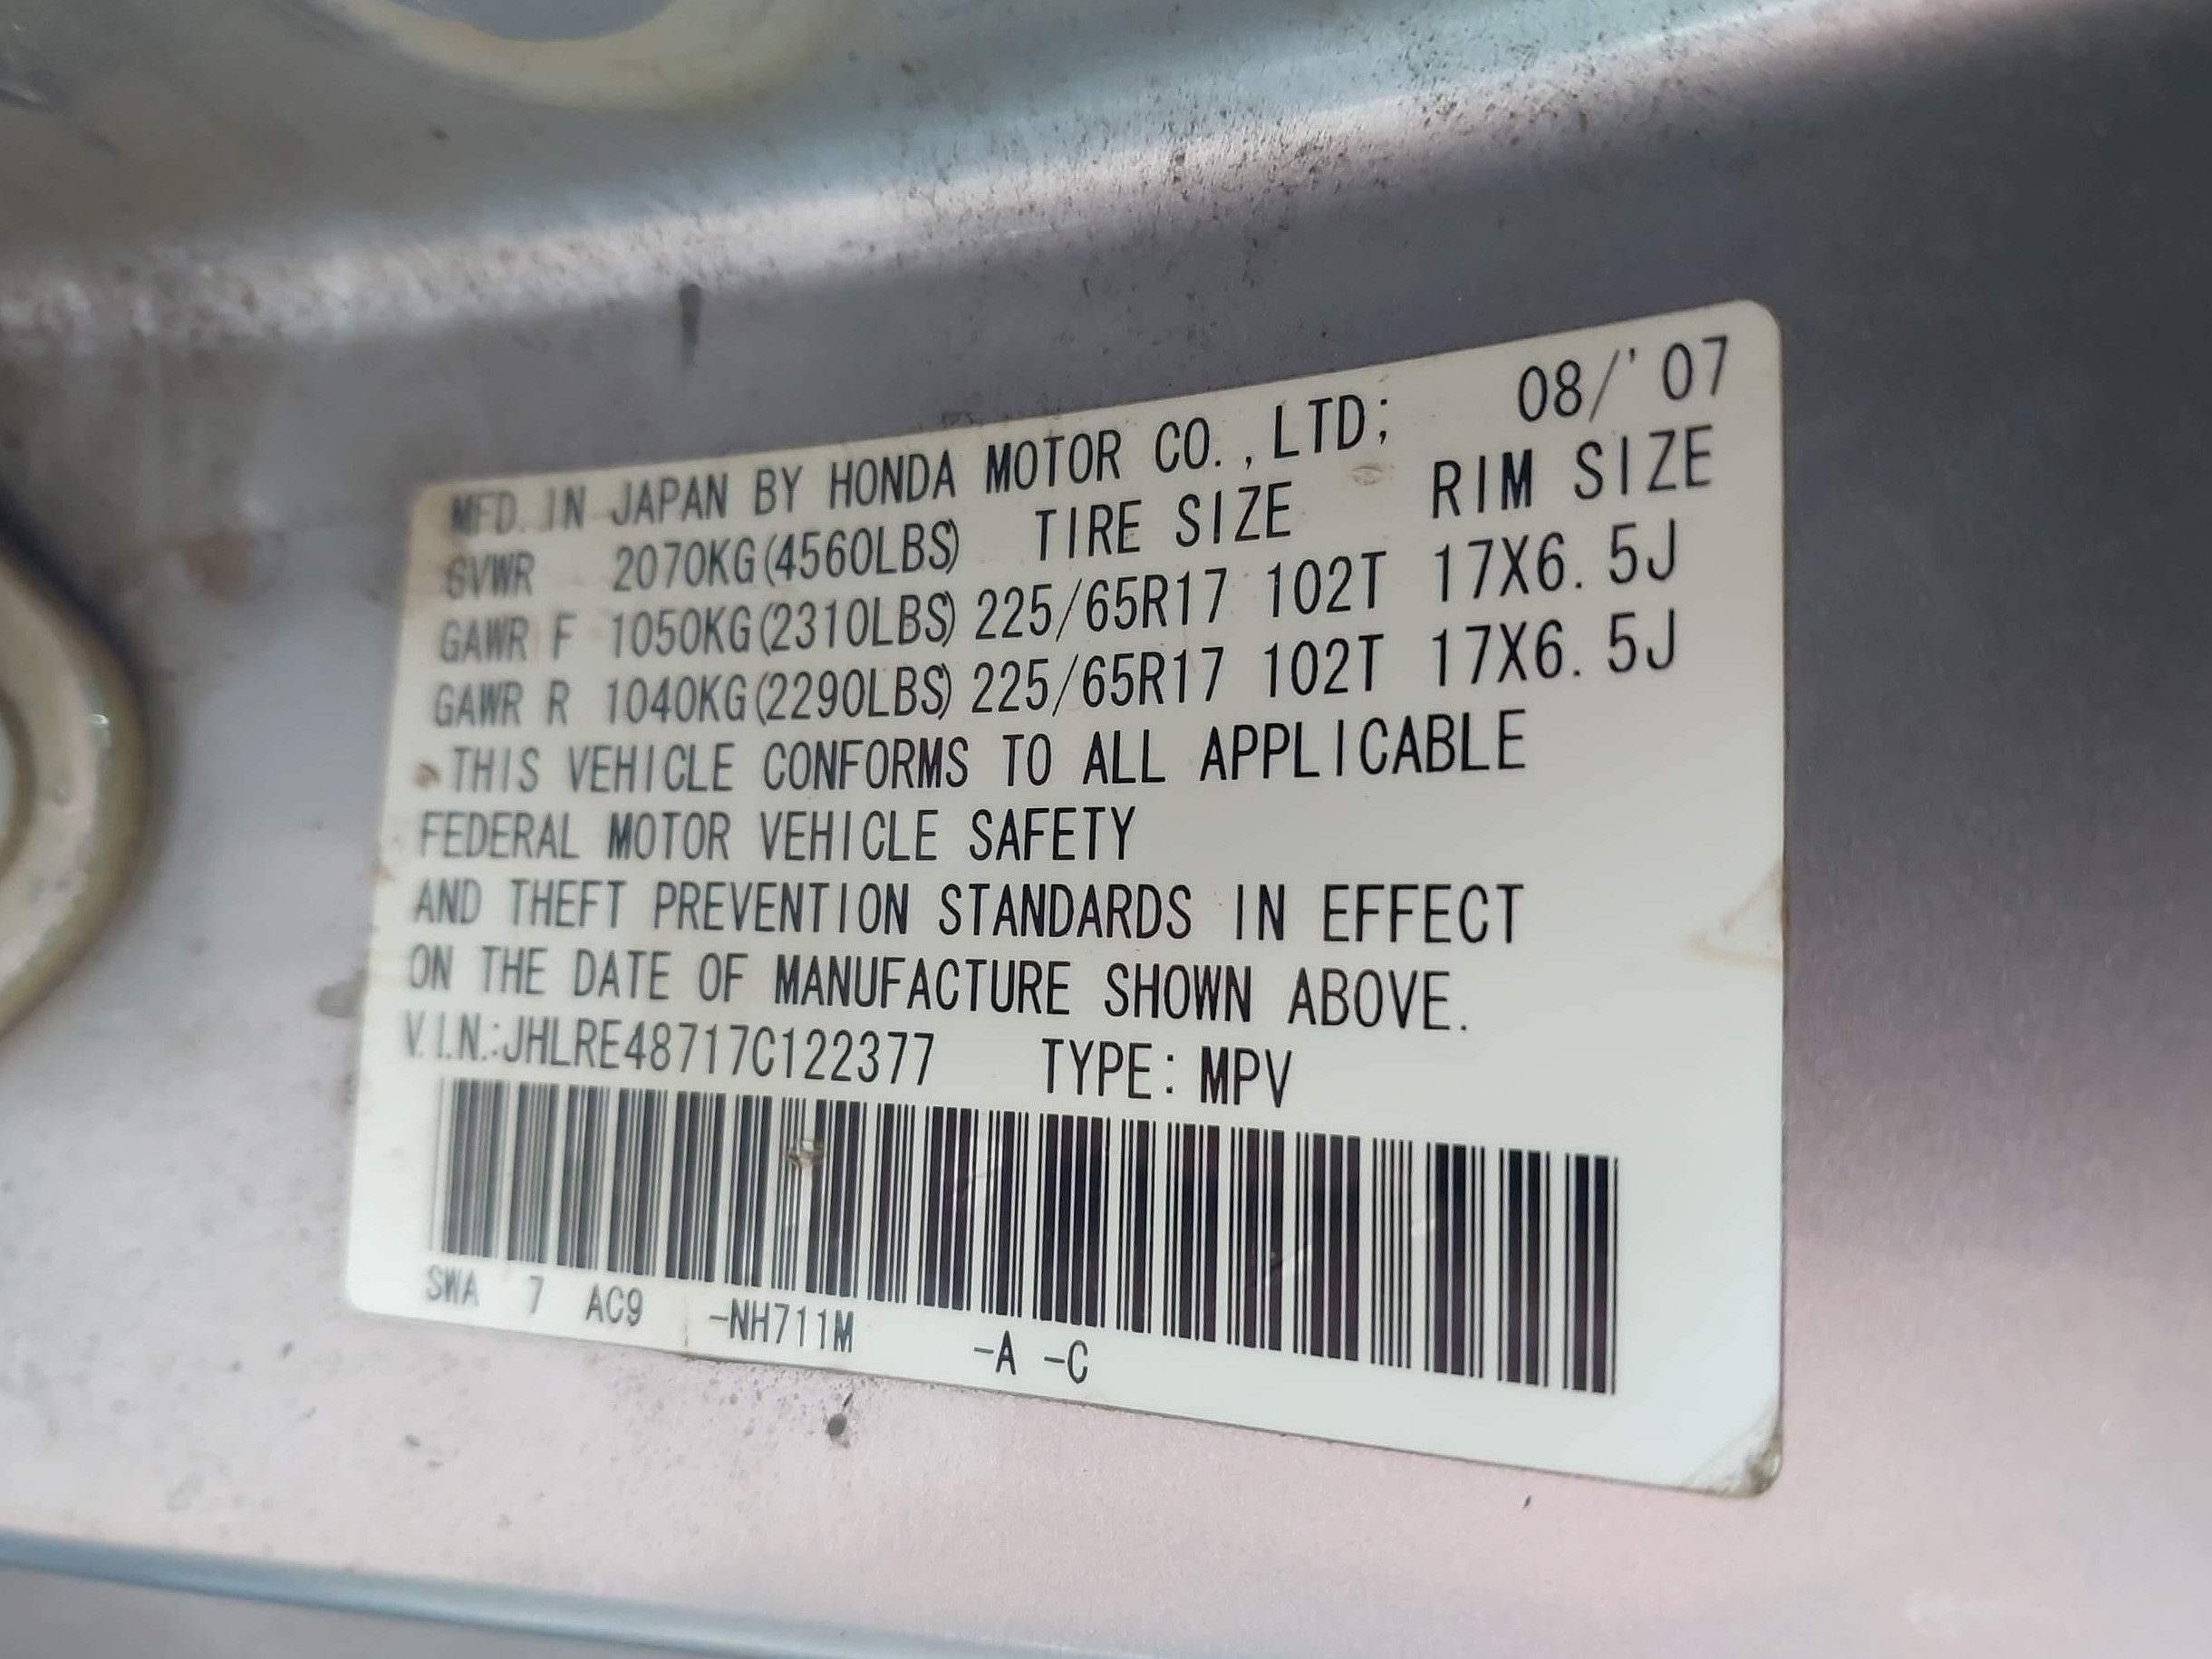 MFD. IN JAPAN BY HONDA MOTOR CO.,LTD; 08/'07
GVWR 2070KG(4560LBS) TIRE SIZE RIM SIZE
GAWR F 1050KG(2310LBS) 225/65R17 102T 17X6.5J
GAWR R 1040KG(2290LBS) 225/65R17 102T 17X6.5J
THIS VEHICLE CONFORMS TO ALL APPLICABLE
FEDERAL MOTOR VEHICLE SAFETY
AND THEFT PREVENTION STANDARDS IN EFFECT
ON THE DATE OF MANUFACTURE SHOWN ABOVE.
V.I.N.:JHLRE48717C122377 TYPE: MPV
SWA 7 AC9 -NH711M -A -C